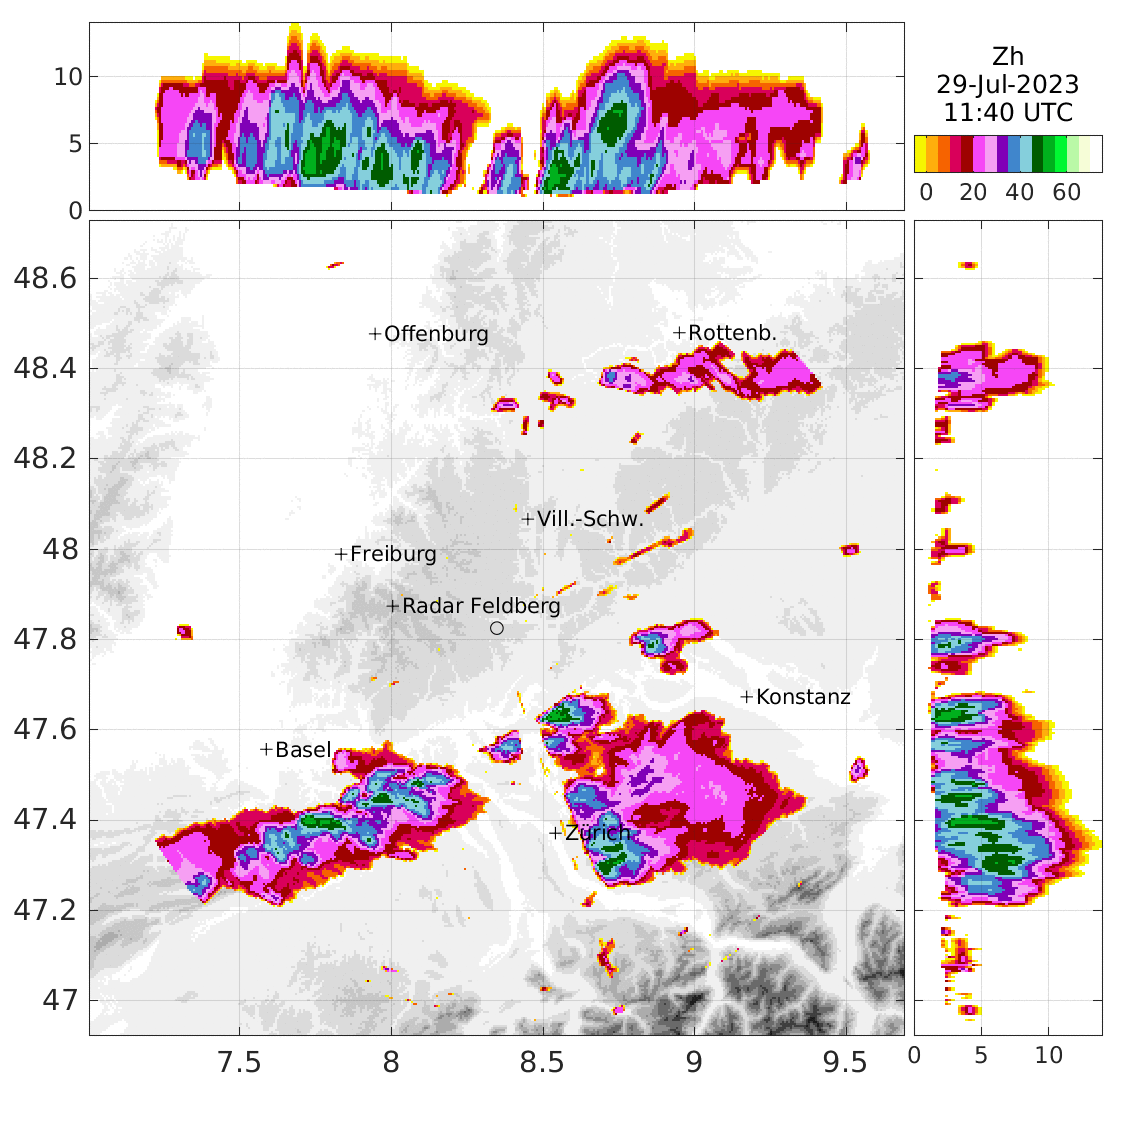 10
5
0
Zh
29-Jul-2023
11:40 UTC
0 20 40 60
48.6
48.4
48.2
48
47.8
47.6
47.4
47.2
47
+Offenburg
+Rottenb.
+Vill.-Schw.
+Freiburg
+Radar Feldberg
+Konstanz
+Basel
+Zürich
7.5 8 8.5 9 9.5
0 5 10